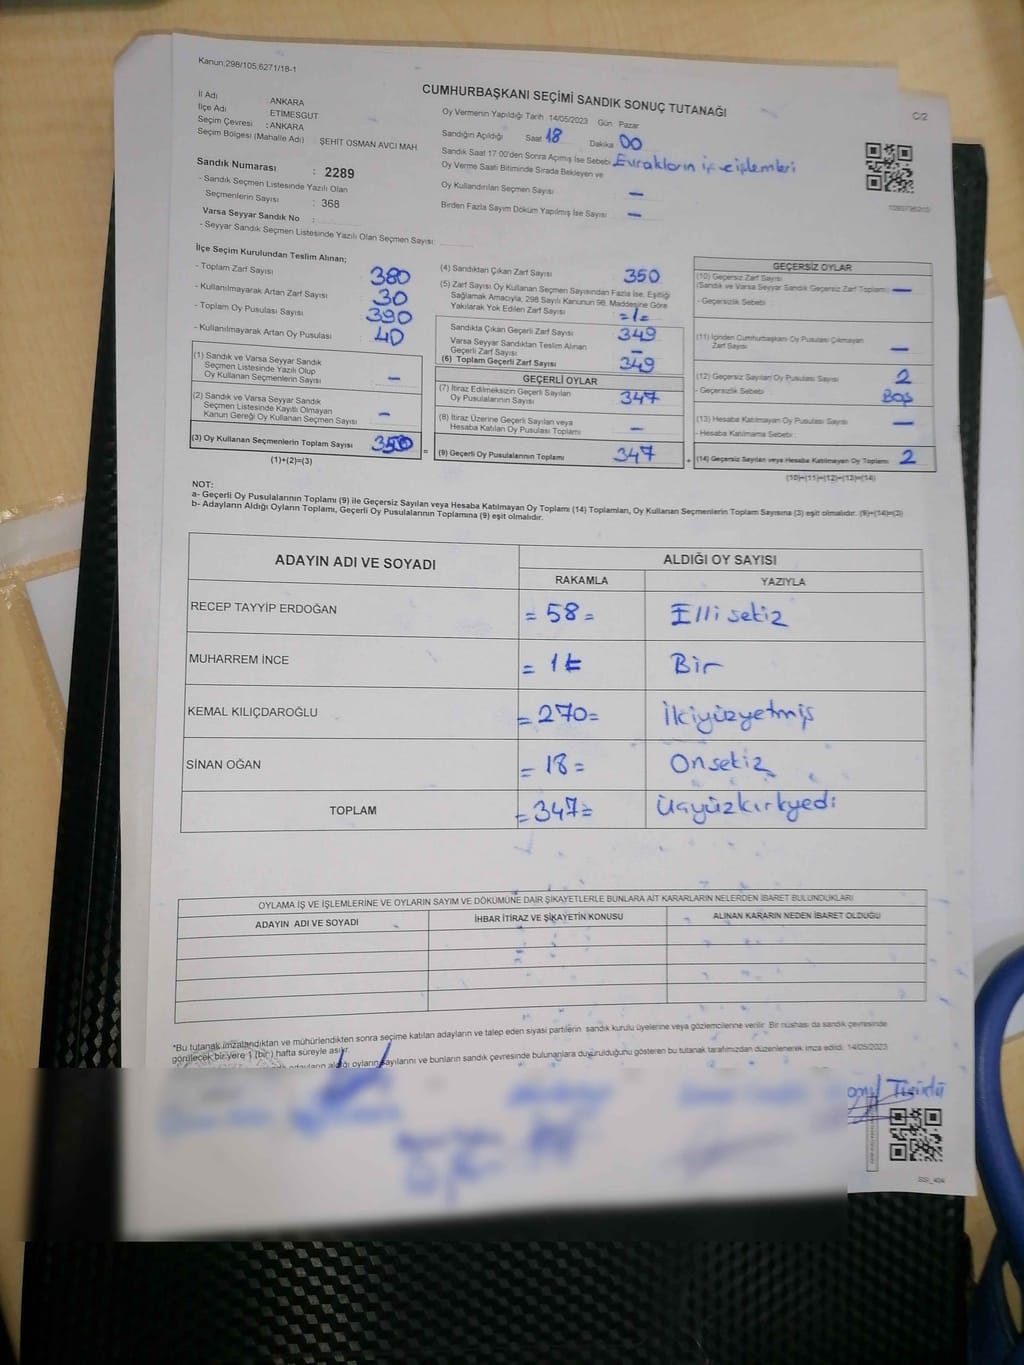 Kanun:298/105,6271/18-1
CUMHURBAŞKANI SEÇİMİ SANDIK SONUÇ TUTANAĞI
C/2
İl Adı ANKARA
İlçe Adı ETİMESGUT
Seçim Çevresi :ANKARA
Seçim Bölgesi (Mahalle Adı) ŞEHİT OSMAN AVCI MAH.
Sandık Numarası : 2289
- Sandık Seçmen Listesinde Yazılı Olan
Seçmenlerin Sayısı : 368
Varsa Seyyar Sandık No :
- Seyyar Sandık Seçmen Listesinde Yazılı Olan Seçmen Sayısı:
Oy Vermenin Yapıldığı Tarih 14/05/2023 Gün Pazar
Sandığın Açıldığı Saat 18 Dakika 00
Sandık Saat 17:00'den Sonra Açılmış İse Sebebi Evrakların
Oy Verme Saati Bitiminde Sırada Bekleyen ve
Oy Kullandırılan Seçmen Sayısı —
Birden Fazla Sayım Döküm Yapılmış İse Sayısı —
İlçe Seçim Kurulundan Teslim Alınan;
- Toplam Zarf Sayısı 380
- Kullanılmayarak Artan Zarf Sayısı 30
- Toplam Oy Pusulası Sayısı 390
- Kullanılmayarak Artan Oy Pusulası 40
(1) Sandık ve Varsa Seyyar Sandık
Seçmen Listesinde Yazılı Olup
Oy Kullanan Seçmenlerin Sayısı —
(2) Sandık ve Varsa Seyyar Sandık
Seçmen Listesinde Kayıtlı Olmayan
Kanun Gereği Oy Kullanan Seçmen Sayısı —
(3) Oy Kullanan Seçmenlerin Toplam Sayısı 350
(1)+(2)=(3)
(4) Sandıktan Çıkan Zarf Sayısı 350
(5) Zarf Sayısı Oy Kullanan Seçmen Sayısından Fazla İse, Eşitliği
Sağlamak Amacıyla, 298 Sayılı Kanunun 98. Maddesine Göre
Yakılarak Yok Edilen Zarf Sayısı =1=
Sandıkta Çıkan Geçerli Zarf Sayısı 349
Varsa Seyyar Sandıktan Teslim Alınan
Geçerli Zarf Sayısı —
(6) Toplam Geçerli Zarf Sayısı 349
GEÇERLİ OYLAR
(7) İtiraz Edilmeksizin Geçerli Sayılan
Oy Pusulalarının Sayısı 347
(8) İtiraz Üzerine Geçerli Sayılan veya
Hesaba Katılan Oy Pusulası Toplamı —
= (9) Geçerli Oy Pusulalarının Toplamı 347
GEÇERSİZ OYLAR
(10) Geçersiz Zarf Sayısı
(Sandık ve Varsa Seyyar Sandık Geçersiz Zarf Toplamı) —
- Geçersizlik Sebebi :
(11) İçinden Cumhurbaşkanı Oy Pusulası Çıkmayan
Zarf Sayısı —
(12) Geçersiz Sayılan Oy Pusulası Sayısı 2
- Geçersizlik Sebebi : Boş
(13) Hesaba Katılmayan Oy Pusulası Sayısı —
- Hesaba Katılmama Sebebi :
+ (14) Geçersiz Sayılan veya Hesaba Katılmayan Oy Toplamı 2
(10)+(11)+(12)+(13)=(14)
NOT:
a- Geçerli Oy Pusulalarının Toplamı (9) ile Geçersiz Sayılan veya Hesaba Katılmayan Oy Toplamı (14) Toplamları, Oy Kullanan Seçmenlerin Toplam Sayısına (3) eşit olmalıdır. (9)+(14)=(3)
b- Adayların Aldığı Oyların Toplamı, Geçerli Oy Pusulalarının Toplamına (9) eşit olmalıdır.
ADAYIN ADI VE SOYADI ALDIĞI OY SAYISI
RAKAMLA YAZIYLA
RECEP TAYYİP ERDOĞAN = 58 = Elli sekiz
MUHARREM İNCE = 1 = Bir
KEMAL KILIÇDAROĞLU = 270 = İkiyüzyetmiş
SİNAN OĞAN = 18 = Onsekiz
TOPLAM = 347 = Üçyüzkırkyedi
OYLAMA İŞ VE İŞLEMLERİNE VE OYLARIN SAYIM VE DÖKÜMÜNE DAİR ŞİKAYETLERLE BUNLARA AİT KARARLARIN NELERDEN İBARET BULUNDUKLARI
ADAYIN ADI VE SOYADI İHBAR İTİRAZ VE ŞİKAYETİN KONUSU ALINAN KARARIN NEDEN İBARET OLDUĞU
*Bu tutanak imzalandıktan ve mühürlendikten sonra seçime katılan adayların ve talep eden siyasi partilerin sandık kurulu üyelerine veya gözlemcilerine verilir. Bir nüshası da sandık çevresinde
görülecek bir yere 1 (bir) hafta süreyle asılır.
adayların aldığı oyların sayılarını ve bunların sandık çevresinde bulunanlara duyurulduğunu gösteren bu tutanak tarafımızdan düzenlenerek imza edildi. 14/05/2023